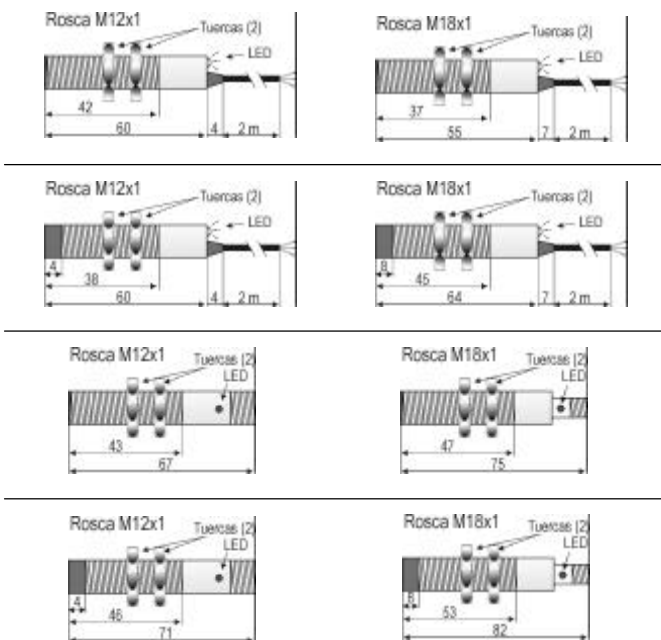 Rosca M12x1
Tuercas (2)
LED
42
60
4
2 m
Rosca M18x1
Tuercas (2)
LED
37
55
7
2 m
Rosca M12x1
Tuercas (2)
LED
4
38
60
4
2 m
Rosca M18x1
Tuercas (2)
LED
8
45
64
7
2 m
Rosca M12x1
Tuercas (2)
LED
43
67
Rosca M18x1
Tuercas (2)
LED
47
75
Rosca M12x1
Tuercas (2)
LED
4
46
71
Rosca M18x1
Tuercas (2)
LED
8
53
82